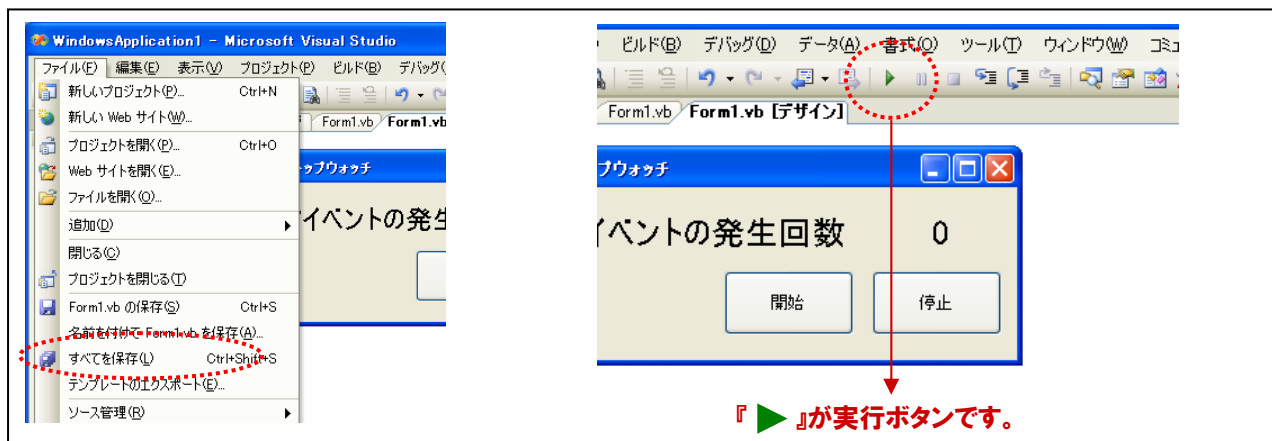 WindowsApplication1 - Microsoft Visual Studio
ファイル(F) 編集(E) 表示(V) プロジェクト(P) ビルド(B) デバッグ(
新しいプロジェクト(P)... Ctrl+N
新しい Web サイト(W)...
プロジェクトを開く(P)... Ctrl+O
Web サイトを開く(E)...
ファイルを開く(O)...
追加(D)
閉じる(C)
プロジェクトを閉じる(T)
Form1.vb の保存(S) Ctrl+S
名前を付けて Form1.vb を保存(A)...
すべてを保存(L) Ctrl+Shift+S
テンプレートのエクスポート(E)...
ソース管理(R)
Form1.vb Form1.vb
トップウォッチ
イベントの発生
ビルド(B) デバッグ(D) データ(A) 書式(O) ツール(T) ウィンドウ(W) コミュ
Form1.vb Form1.vb [デザイン]
プウォッチ
イベントの発生回数 0
開始 停止
『 ▶ 』が実行ボタンです。